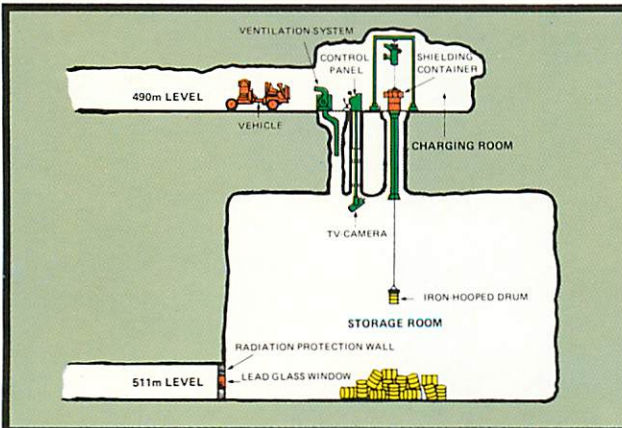 VENTILATION SYSTEM
CONTROL
PANEL
SHIELDING
CONTAINER
490m LEVEL
VEHICLE
CHARGING ROOM
TV-CAMERA
IRON-HOOPED DRUM
STORAGE ROOM
RADIATION PROTECTION WALL
511m LEVEL
LEAD GLASS WINDOW